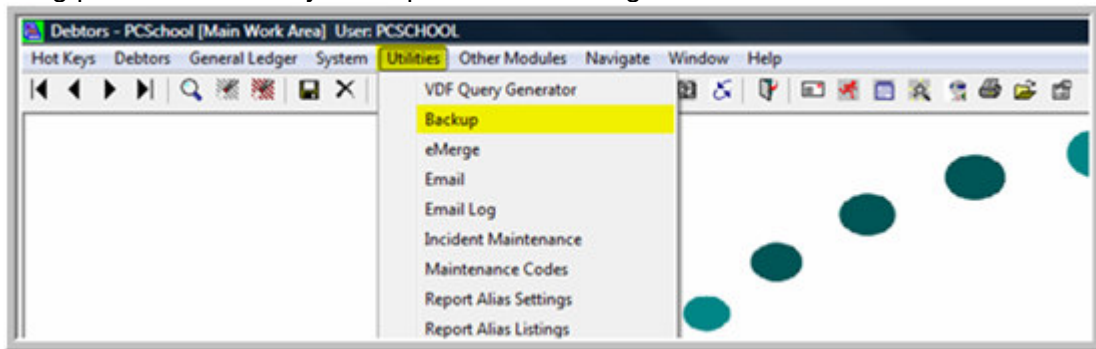 Debtors - PCSchool [Main Work Area] User: PCSCHOOL
Hot Keys Debtors General Ledger System Utilities Other Modules Navigate Window Help
VDF Query Generator
Backup
eMerge
Email
Email Log
Incident Maintenance
Maintenance Codes
Report Alias Settings
Report Alias Listings